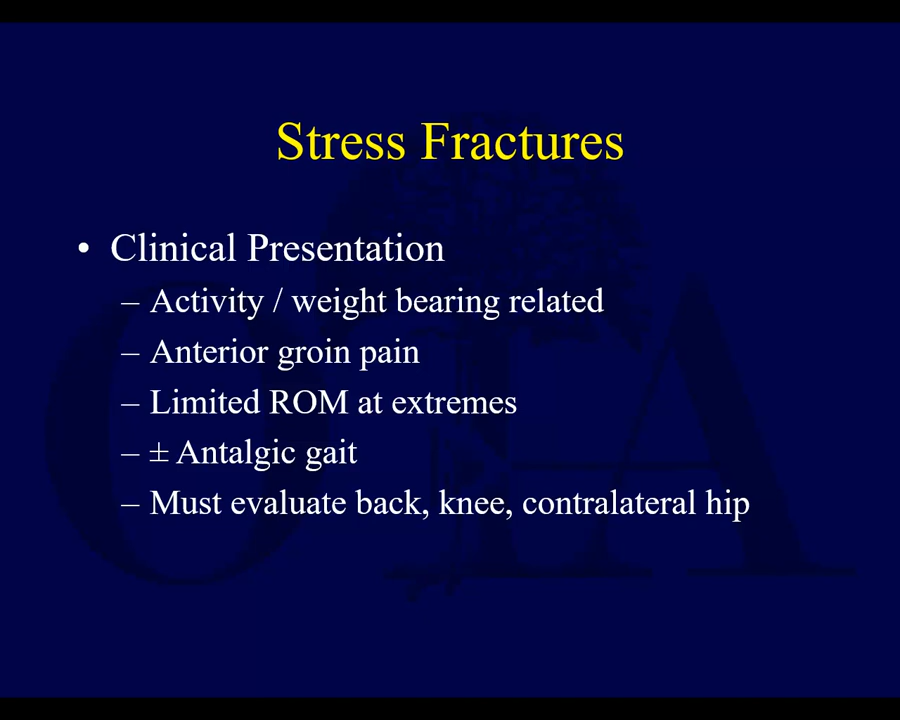 Stress Fractures
• Clinical Presentation
– Activity / weight bearing related
– Anterior groin pain
– Limited ROM at extremes
– ± Antalgic gait
– Must evaluate back, knee, contralateral hip
OTA